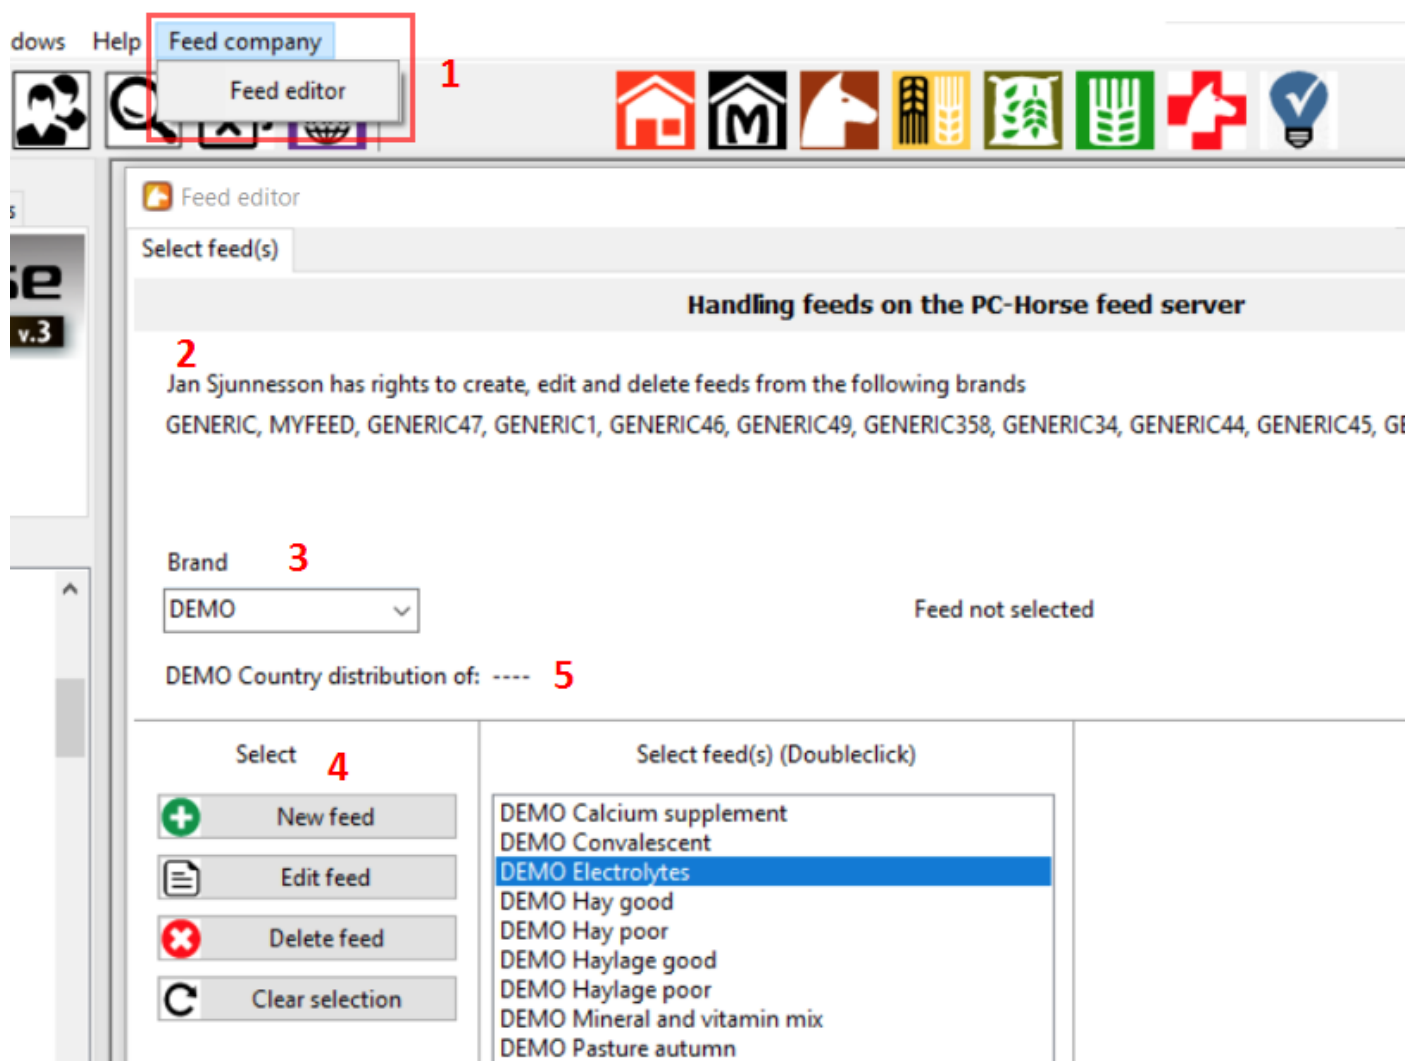 dows Help Feed company
Feed editor
1
M
Feed editor
s
Select feed(s)
se
Handling feeds on the PC-Horse feed server
v.3
2
Jan Sjunnesson has rights to create, edit and delete feeds from the following brands
GENERIC, MYFEED, GENERIC47, GENERIC1, GENERIC46, GENERIC49, GENERIC358, GENERIC34, GENERIC44, GENERIC45, GE
Brand 3
DEMO
Feed not selected
DEMO Country distribution of: ---- 5
Select 4
Select feed(s) (Doubleclick)
New feed
Edit feed
Delete feed
Clear selection
DEMO Calcium supplement
DEMO Convalescent
DEMO Electrolytes
DEMO Hay good
DEMO Hay poor
DEMO Haylage good
DEMO Haylage poor
DEMO Mineral and vitamin mix
DEMO Pasture autumn